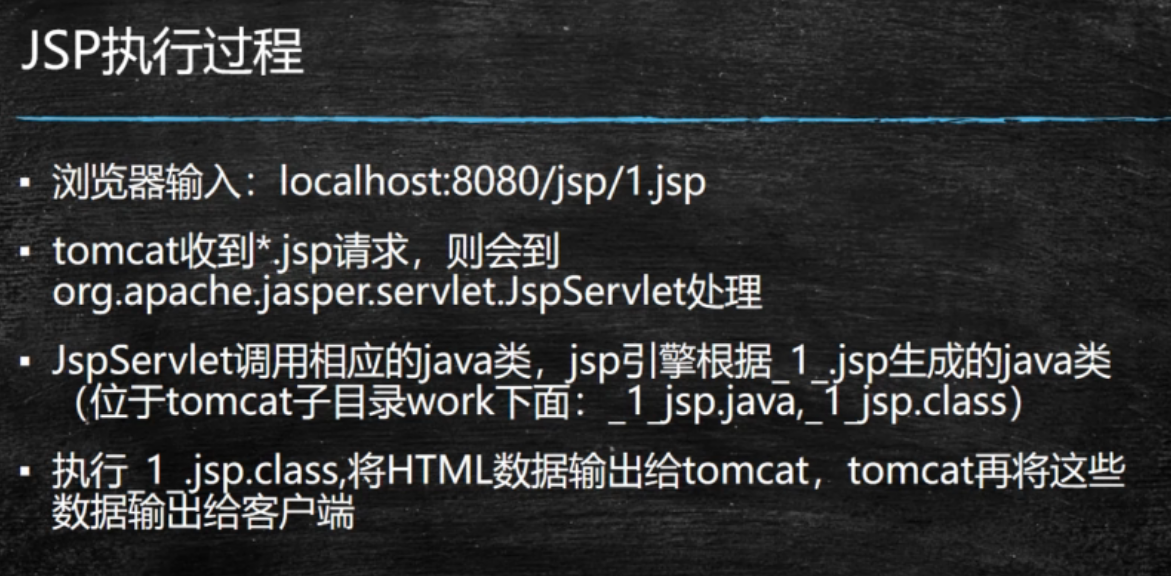 JSP执行过程
▪ 浏览器输入：localhost:8080/jsp/1.jsp
▪ tomcat收到*.jsp请求，则会到
org.apache.jasper.servlet.JspServlet处理
▪ JspServlet调用相应的java类，jsp引擎根据_1_.jsp生成的java类
（位于tomcat子目录work下面：_1_jsp.java,_1_jsp.class）
▪ 执行_1_.jsp.class,将HTML数据输出给tomcat，tomcat再将这些
数据输出给客户端